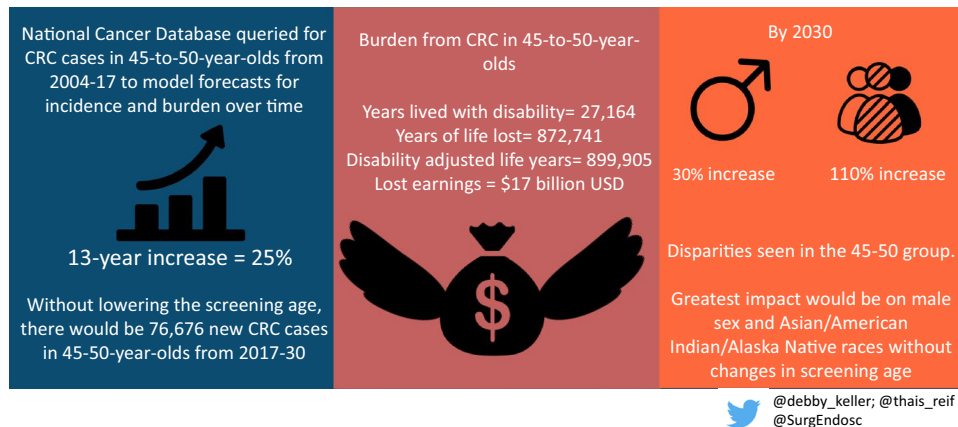 National Cancer Database queried for
CRC cases in 45-to-50-year-olds from
2004-17 to model forecasts for
incidence and burden over time
13-year increase = 25%
Without lowering the screening age,
there would be 76,676 new CRC cases
in 45-50-year-olds from 2017-30
Burden from CRC in 45-to-50-year-
olds
Years lived with disability= 27,164
Years of life lost= 872,741
Disability adjusted life years= 899,905
Lost earnings = $17 billion USD
$
By 2030
30% increase
110% increase
Disparities seen in the 45-50 group.
Greatest impact would be on male
sex and Asian/American
Indian/Alaska Native races without
changes in screening age
@debby_keller; @thais_reif
@SurgEndosc